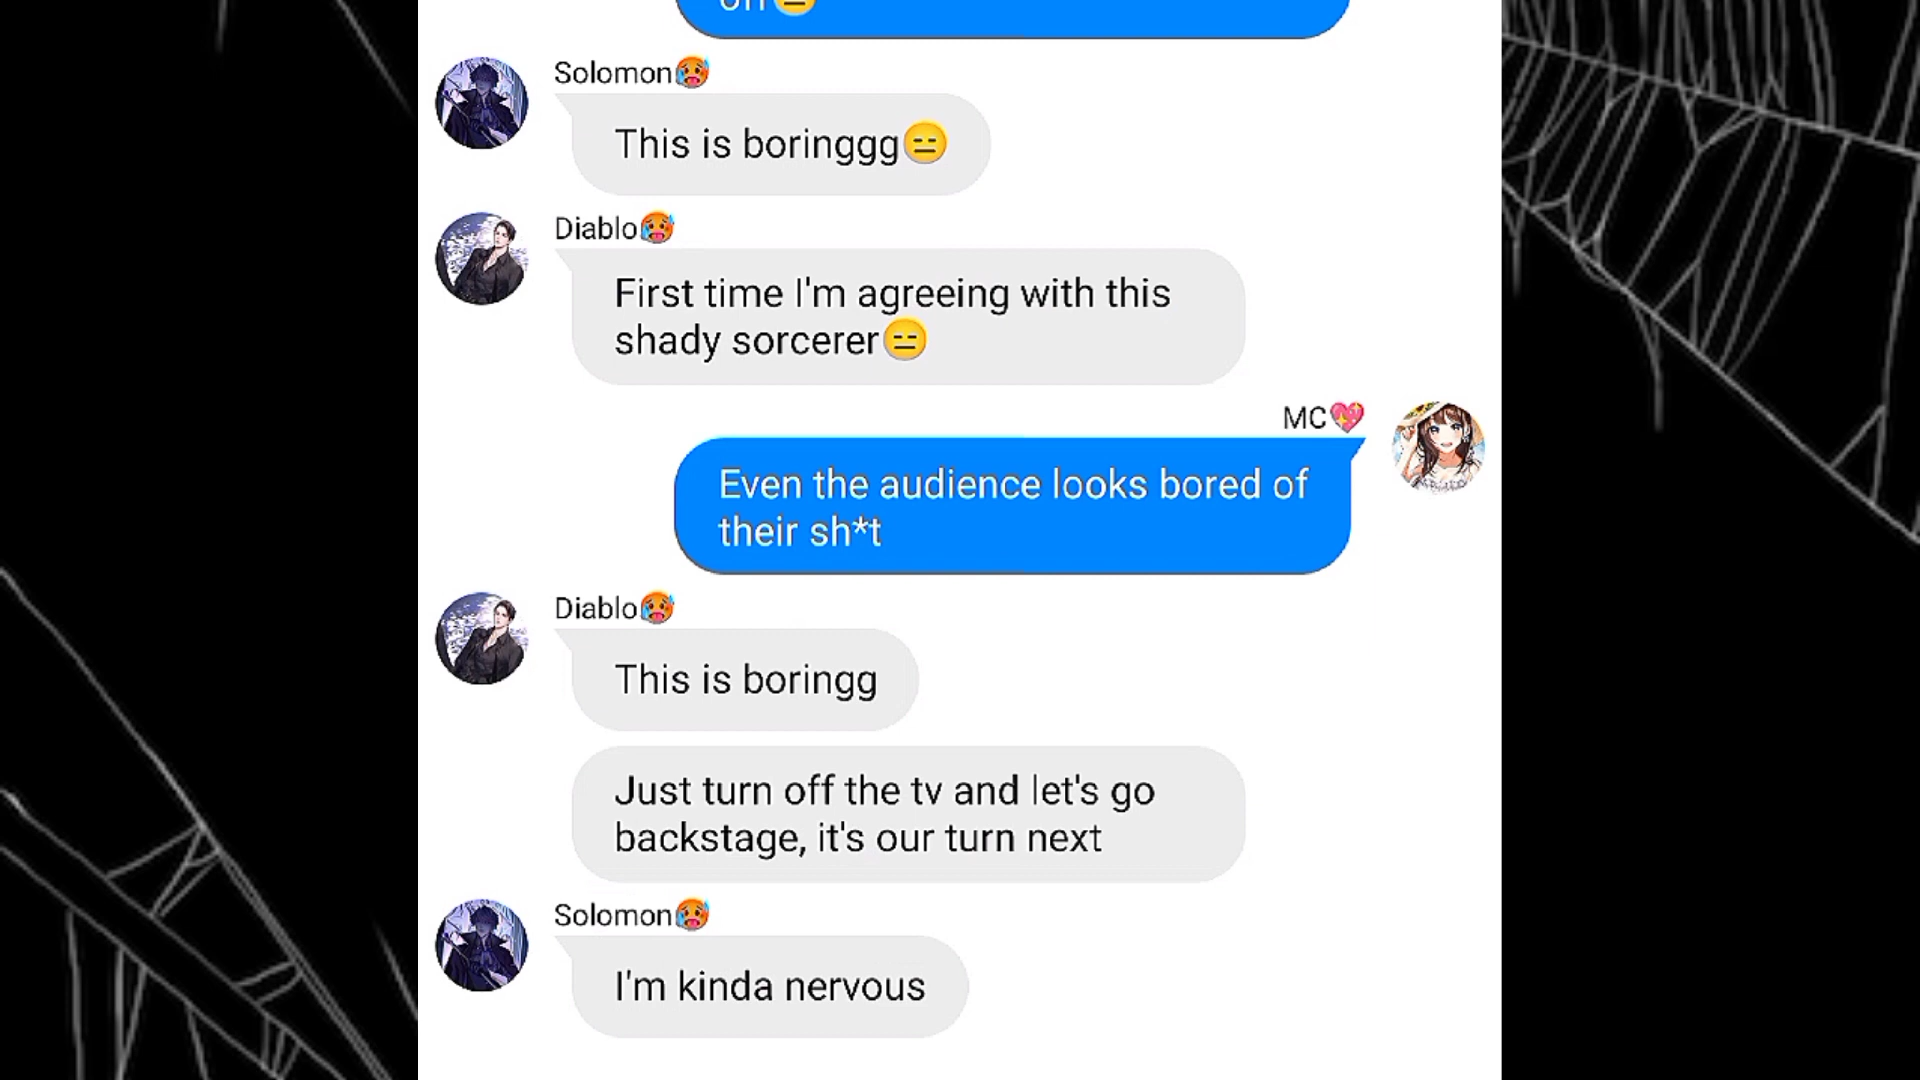 Solomon🥵
This is boringgg😑
Diablo🥵
First time I'm agreeing with this
shady sorcerer😑
MC💖
Even the audience looks bored of
their sh*t
Diablo🥵
This is boringg
Just turn off the tv and let's go
backstage, it's our turn next
Solomon🥵
I'm kinda nervous